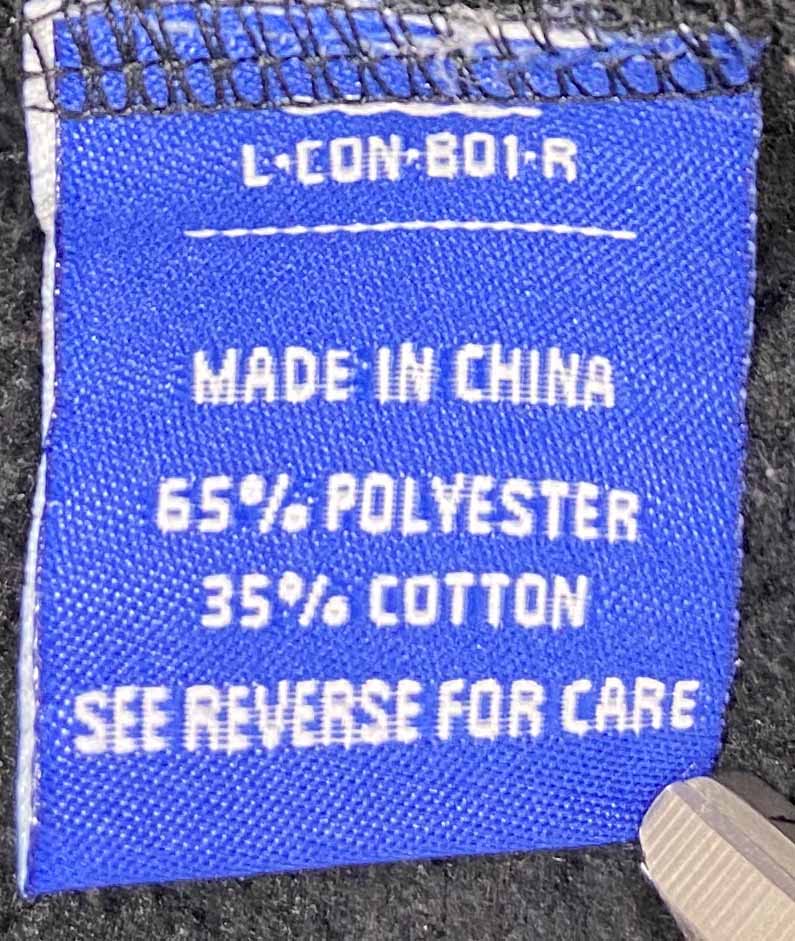 L·CON·801·R
MADE IN CHINA
65% POLYESTER
35% COTTON
SEE REVERSE FOR CARE